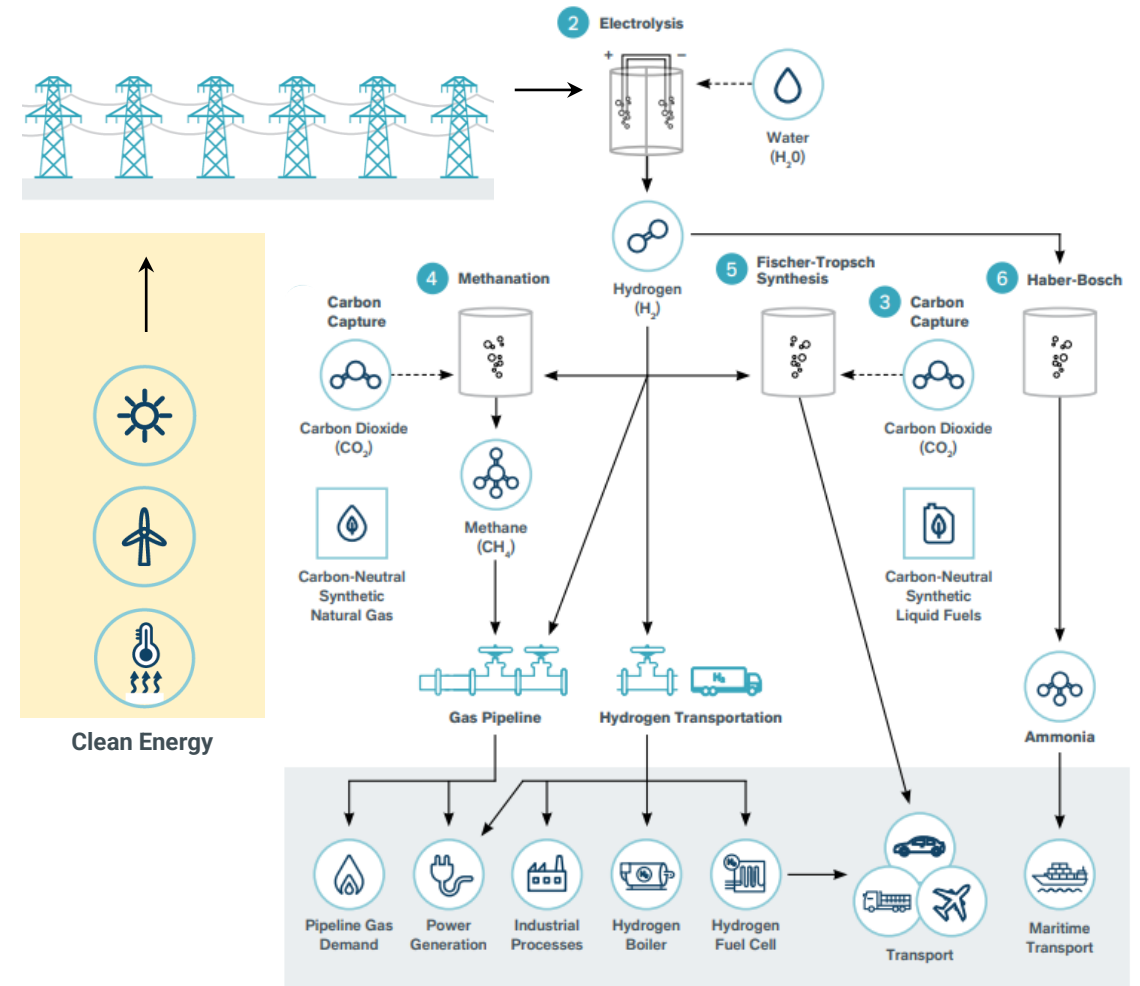 2 Electrolysis
+ −
Water
(H₂0)
Hydrogen
(H₂)
4 Methanation
5 Fischer-Tropsch
Synthesis
6 Haber-Bosch
Carbon
Capture
3 Carbon
Capture
Carbon Dioxide
(CO₂)
Carbon Dioxide
(CO₂)
Methane
(CH₄)
Carbon-Neutral
Synthetic
Natural Gas
Carbon-Neutral
Synthetic
Liquid Fuels
H₂
Gas Pipeline
Hydrogen Transportation
Ammonia
Clean Energy
H₂
H₂
Pipeline Gas
Demand
Power
Generation
Industrial
Processes
Hydrogen
Boiler
Hydrogen
Fuel Cell
Transport
Maritime
Transport